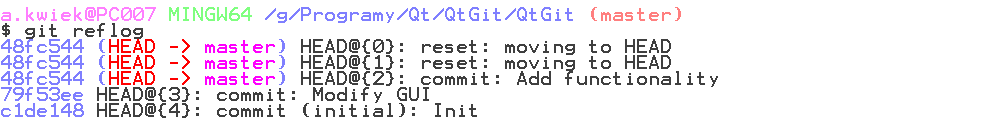 a.kwiek@PC007 MINGW64 /g/Programy/Qt/QtGit/QtGit (master)
$ git reflog
48fc544 (HEAD -> master) HEAD@{0}: reset: moving to HEAD
48fc544 (HEAD -> master) HEAD@{1}: reset: moving to HEAD
48fc544 (HEAD -> master) HEAD@{2}: commit: Add functionality
79f53ee HEAD@{3}: commit: Modify GUI
c1de148 HEAD@{4}: commit (initial): Init